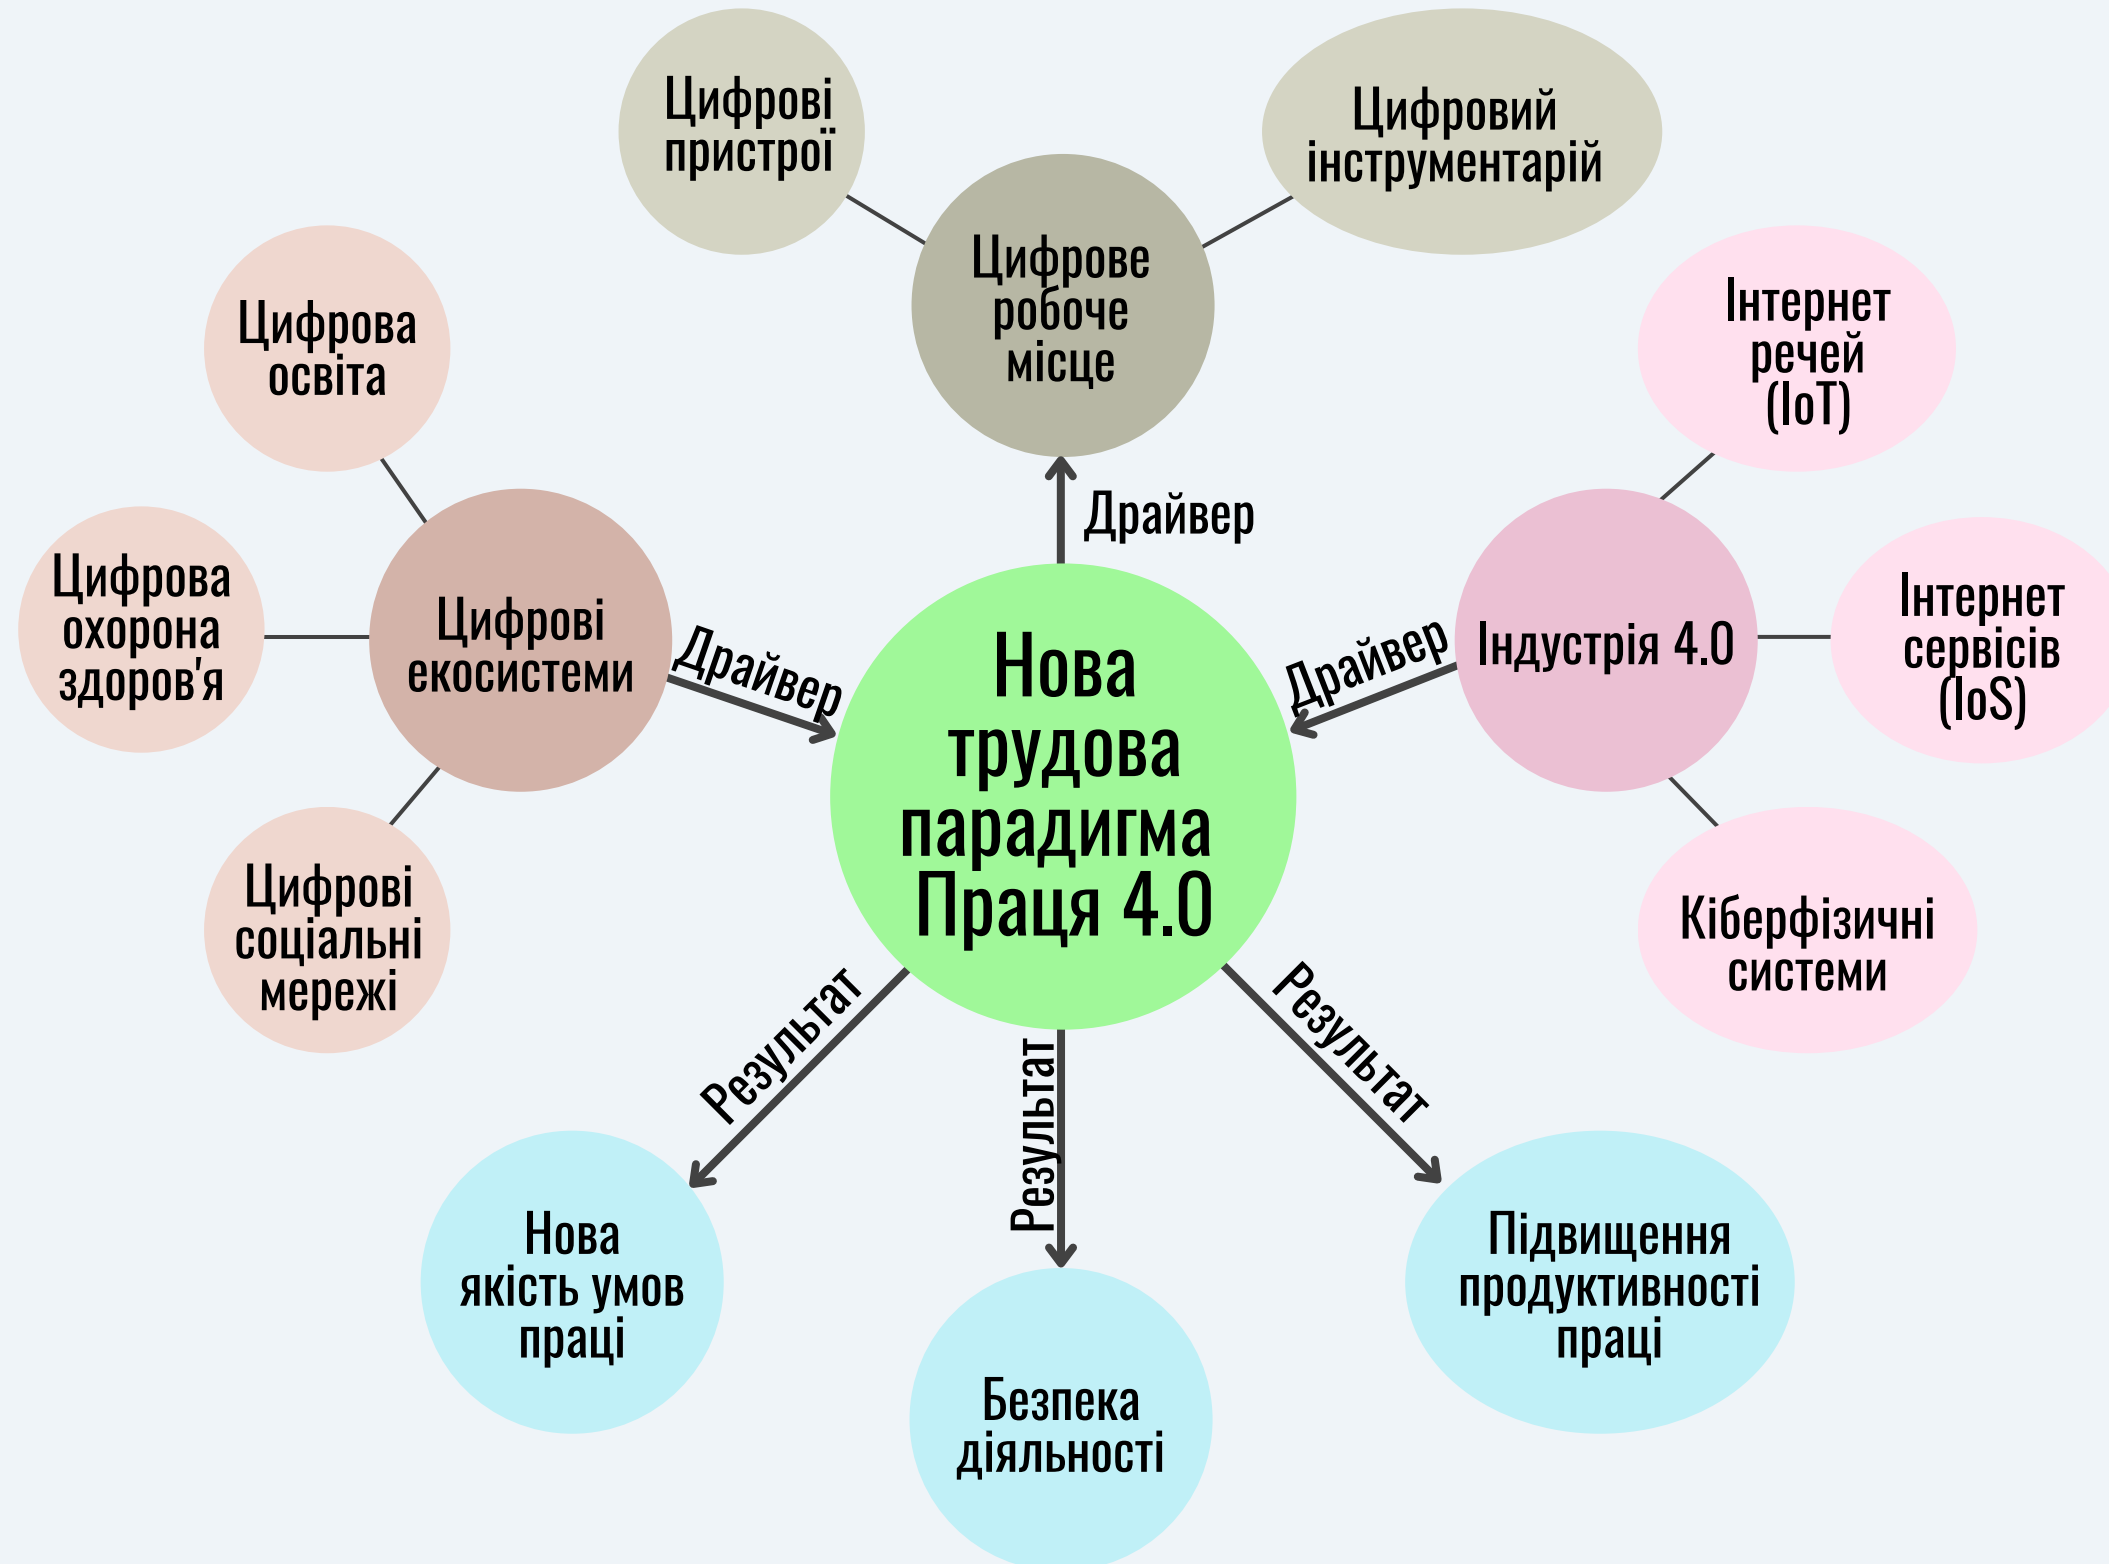 Цифрові
пристрої
Цифровий
інструментарій
Цифрове
робоче
місце
Цифрова
освіта
Інтернет
речей
(IoT)
Драйвер
Цифрова
охорона
здоров'я
Цифрові
екосистеми
Драйвер
Нова
трудова
парадигма
Праця 4.0
Драйвер
Індустрія 4.0
Інтернет
сервісів
(IoS)
Цифрові
соціальні
мережі
Кіберфізичні
системи
Результат
Результат
Результат
Нова
якість умов
праці
Безпека
діяльності
Підвищення
продуктивності
праці